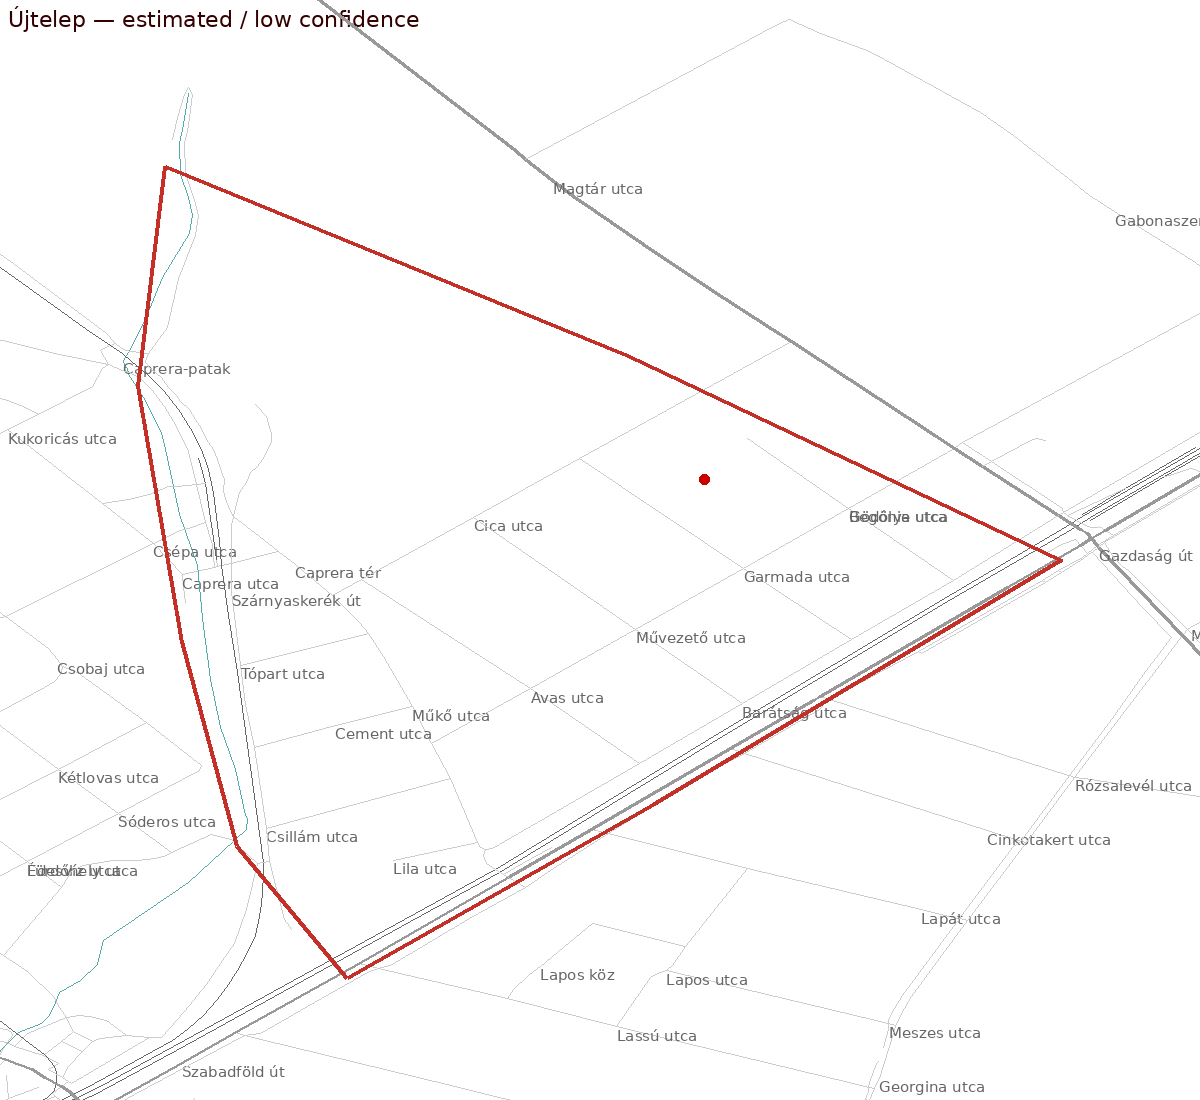 Újtelep — estimated / low confidence
Magtár utca
Caprera-patak
Kukoricás utca
Cica utca
Csépa utca
Gazdaság út
Caprera tér
Garmada utca
Caprera utca
Szárnyaskerék út
Művezető utca
Csobaj utca
Tópart utca
Avas utca
Műkő utca
Barátság utca
Cement utca
Kétlovas utca
Rózsalevél utca
Sóderos utca
Csillám utca
Cinkotakert utca
Lila utca
Lapát utca
Lapos köz
Lapos utca
Meszes utca
Lassú utca
Szabadföld út
Georgina utca